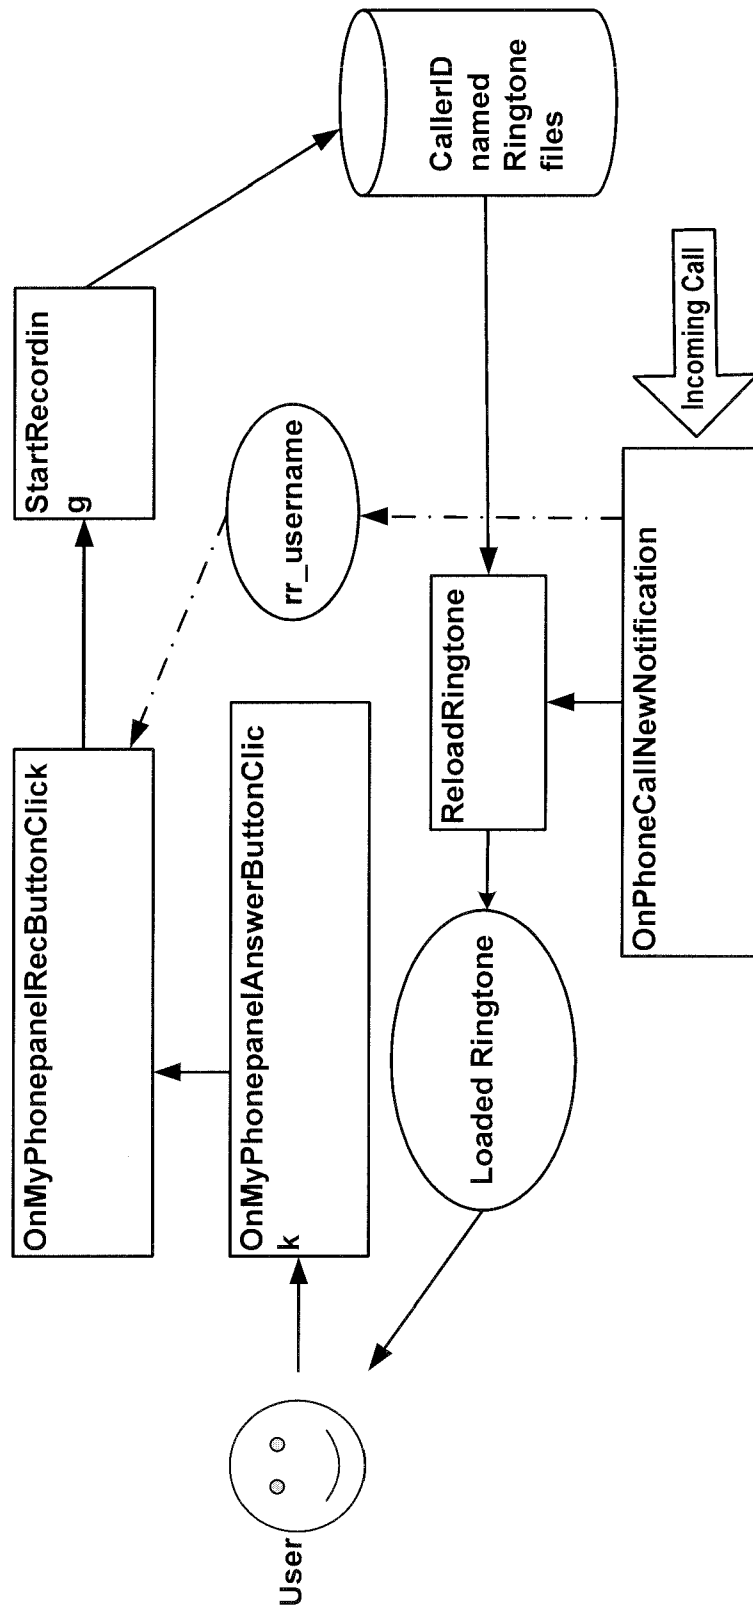 User
OnMyPhonepanelRecButtonClick
StartRecordin
g
OnMyPhonepanelAnswerButtonClic
k
rr_username
CallerID
named
Ringtone
files
Loaded Ringtone
ReloadRingtone
OnPhoneCallNewNotification
Incoming Call